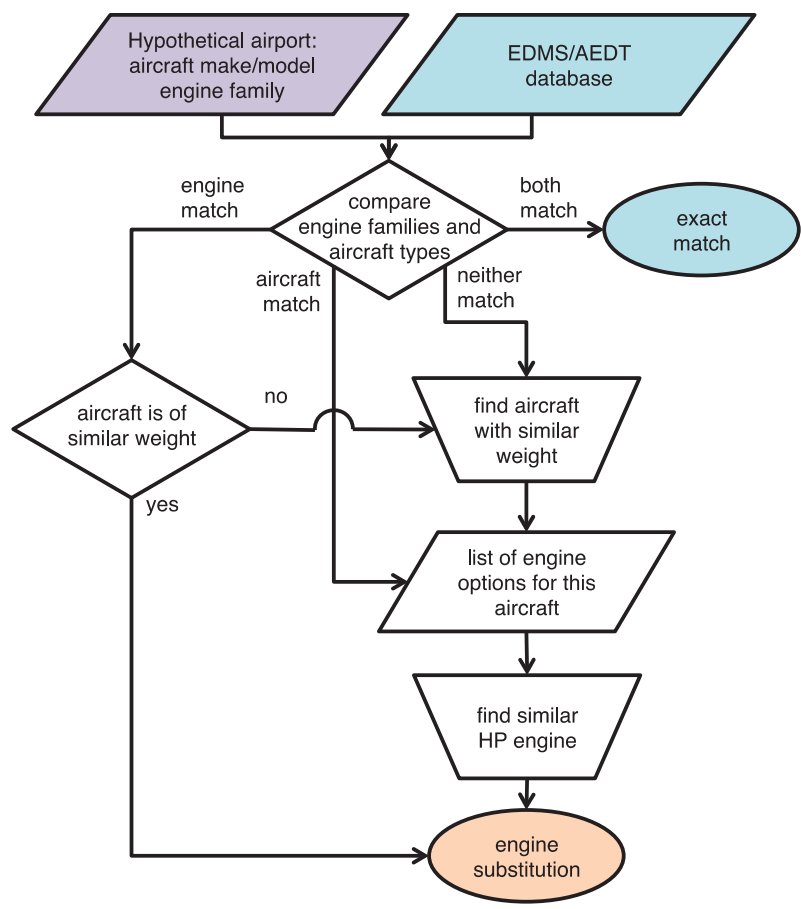 Hypothetical airport:
aircraft make/model
engine family
EDMS/AEDT
database
engine
match
compare
engine families and
aircraft types
both
match
exact
match
aircraft
match
neither
match
aircraft is of
similar weight
no
find aircraft
with similar
weight
yes
list of engine
options for this
aircraft
find similar
HP engine
engine
substitution